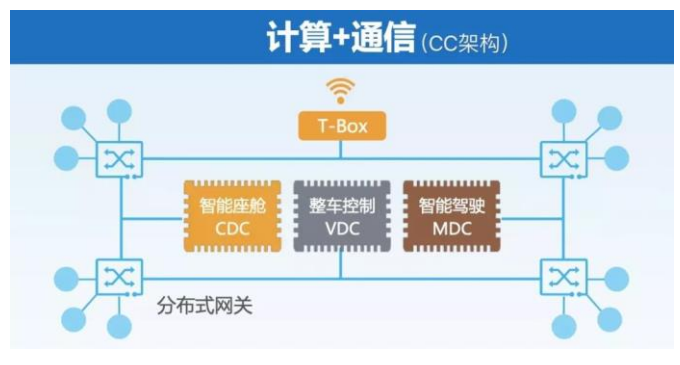 计算+通信(CC架构)
T-Box
智能座舱
CDC
整车控制
VDC
智能驾驶
MDC
分布式网关